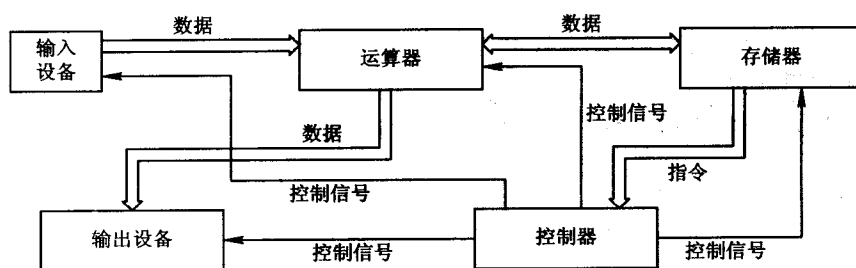 数据
数据
输入
设备
运算器
存储器
数据
控制信号
指令
控制信号
输出设备
控制信号
控制器
控制信号